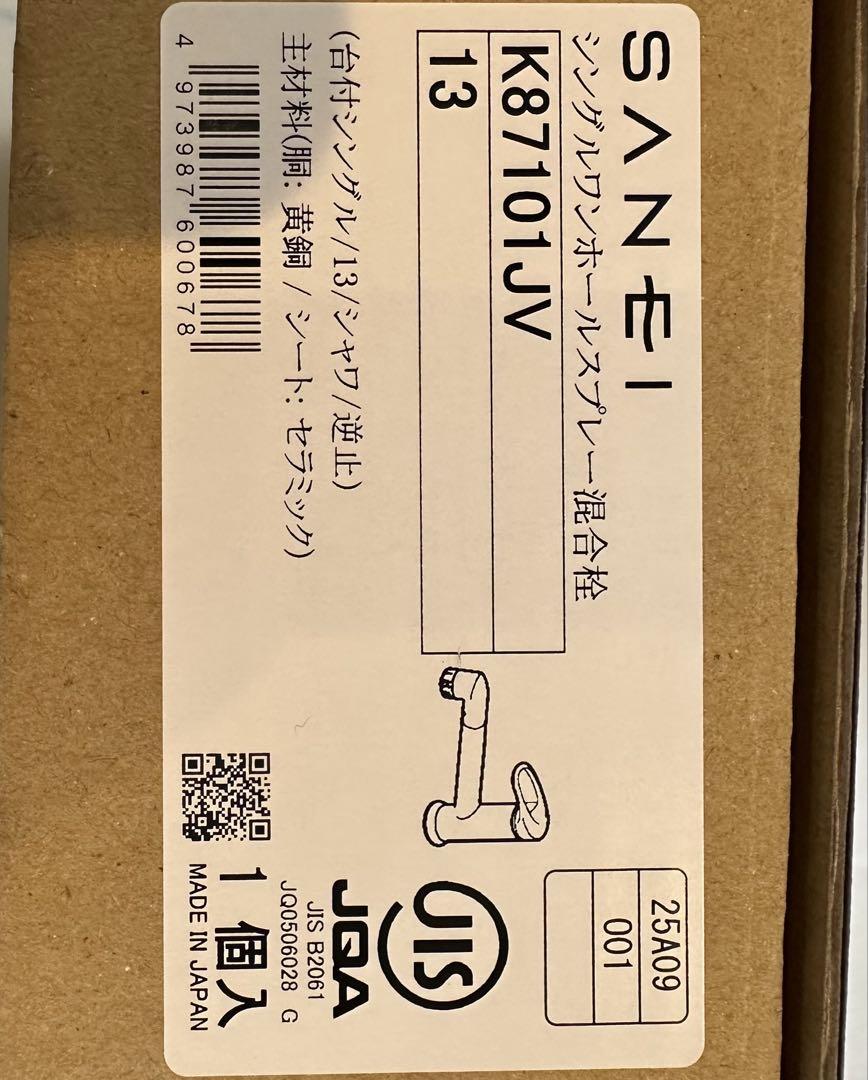 SANEI
シングルワンホールスプレー混合栓
K87101JV
13
(台付シングル/13/シャワ/逆止)
主材料(胴: 黄銅 / シート: セラミック)
4 973987 600678
25A09
001
JIS
JQA
JIS B2061
JQ0506028 G
1個入
MADE IN JAPAN